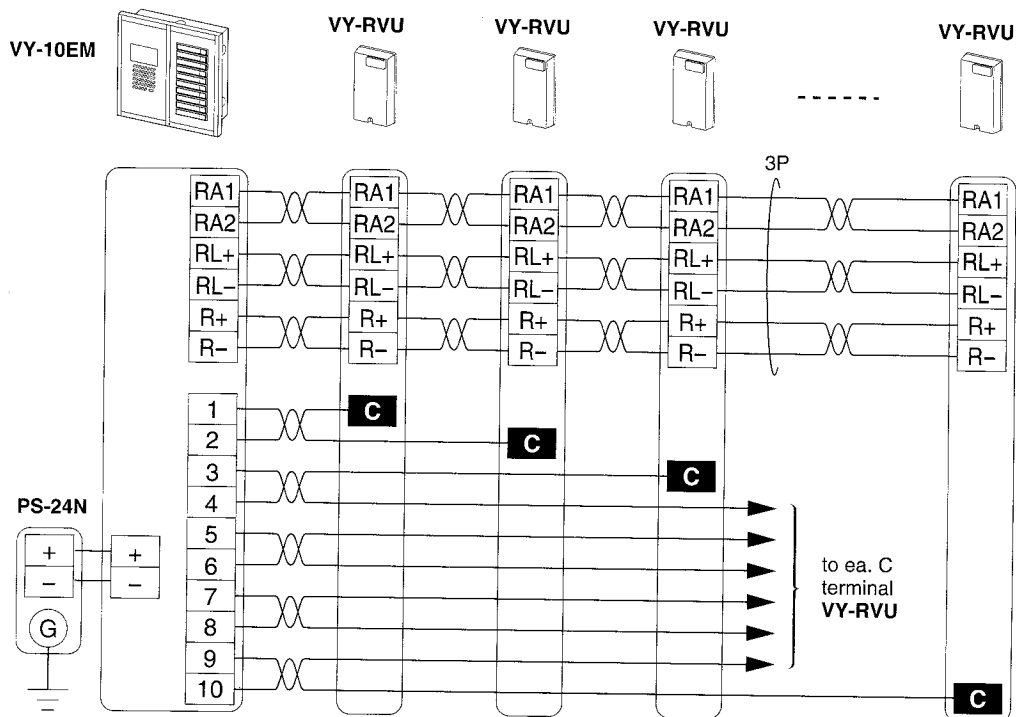 VY-10EM
VY-RVU VY-RVU VY-RVU VY-RVU
3P
RA1 RA1 RA1 RA1 RA1
RA2 RA2 RA2 RA2 RA2
RL+ RL+ RL+ RL+ RL+
RL− RL− RL− RL− RL−
R+ R+ R+ R+ R+
R− R− R− R− R−
1 C
2 C
3 C
4
PS-24N
5
+ +
6
− −
7
G
8
9
10 C
to ea. C
terminal
VY-RVU